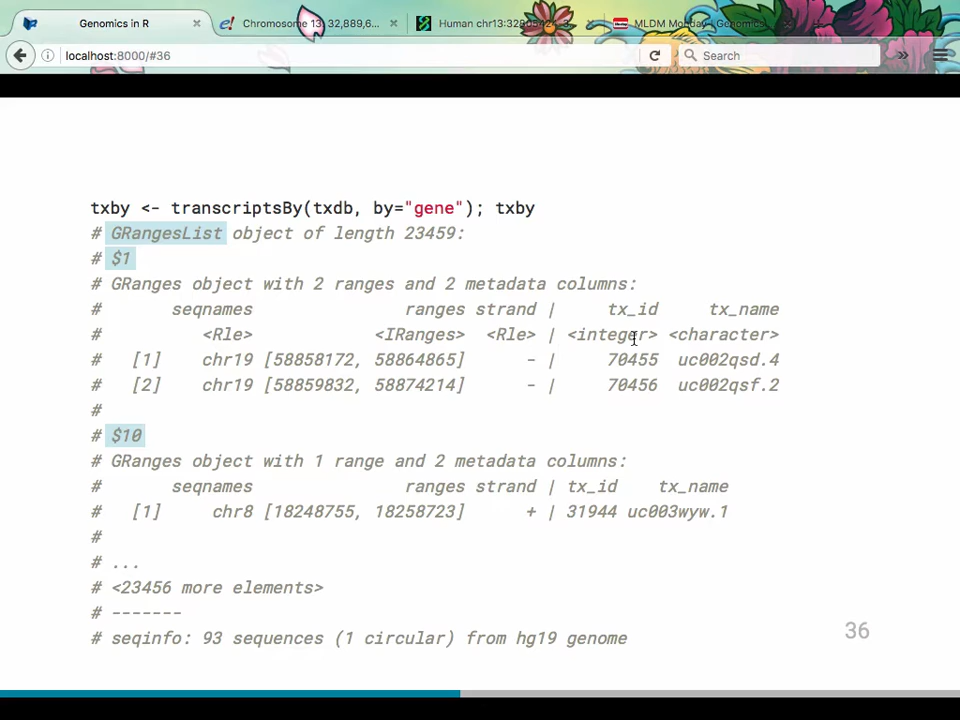 Genomics in R
Chromosome 13: 32,889,6...
Human
MLDM Monday | Genomics
localhost:8000/#36
Search
txby <- transcriptsBy(txdb, by="gene"); txby
# GRangesList object of length 23459:
# $1
# GRanges object with 2 ranges and 2 metadata columns:
# seqnames ranges strand | tx_id tx_name
# <Rle> <IRanges> <Rle> | <integer> <character>
# [1] chr19 [58858172, 58864865] - | 70455 uc002qsd.4
# [2] chr19 [58859832, 58874214] - | 70456 uc002qsf.2
#
# $10
# GRanges object with 1 range and 2 metadata columns:
# seqnames ranges strand | tx_id tx_name
# [1] chr8 [18248755, 18258723] + | 31944 uc003wyw.1
#
# ...
# <23456 more elements>
# -------
# seqinfo: 93 sequences (1 circular) from hg19 genome
36